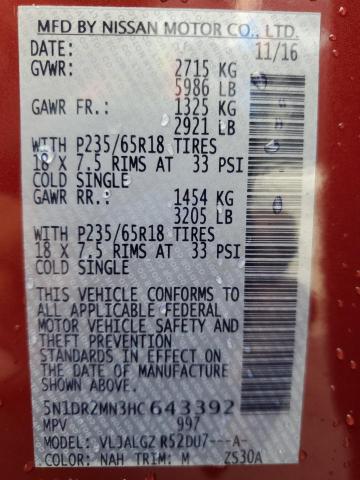 MFD BY NISSAN MOTOR CO., LTD.
DATE: 11/16
GVWR: 2715 KG
5986 LB
GAWR FR.: 1325 KG
2921 LB
WITH P235/65R18 TIRES
18 X 7.5 RIMS AT 33 PSI
COLD SINGLE
GAWR RR.: 1454 KG
3205 LB
WITH P235/65R18 TIRES
18 X 7.5 RIMS AT 33 PSI
COLD SINGLE
THIS VEHICLE CONFORMS TO
ALL APPLICABLE FEDERAL
MOTOR VEHICLE SAFETY AND
THEFT PREVENTION
STANDARDS IN EFFECT ON
THE DATE OF MANUFACTURE
SHOWN ABOVE.
5N1DR2MN3HC643392
MPV 997
MODEL: VLJALGZ R52DU7---A-
COLOR: NAH TRIM: M ZS30A